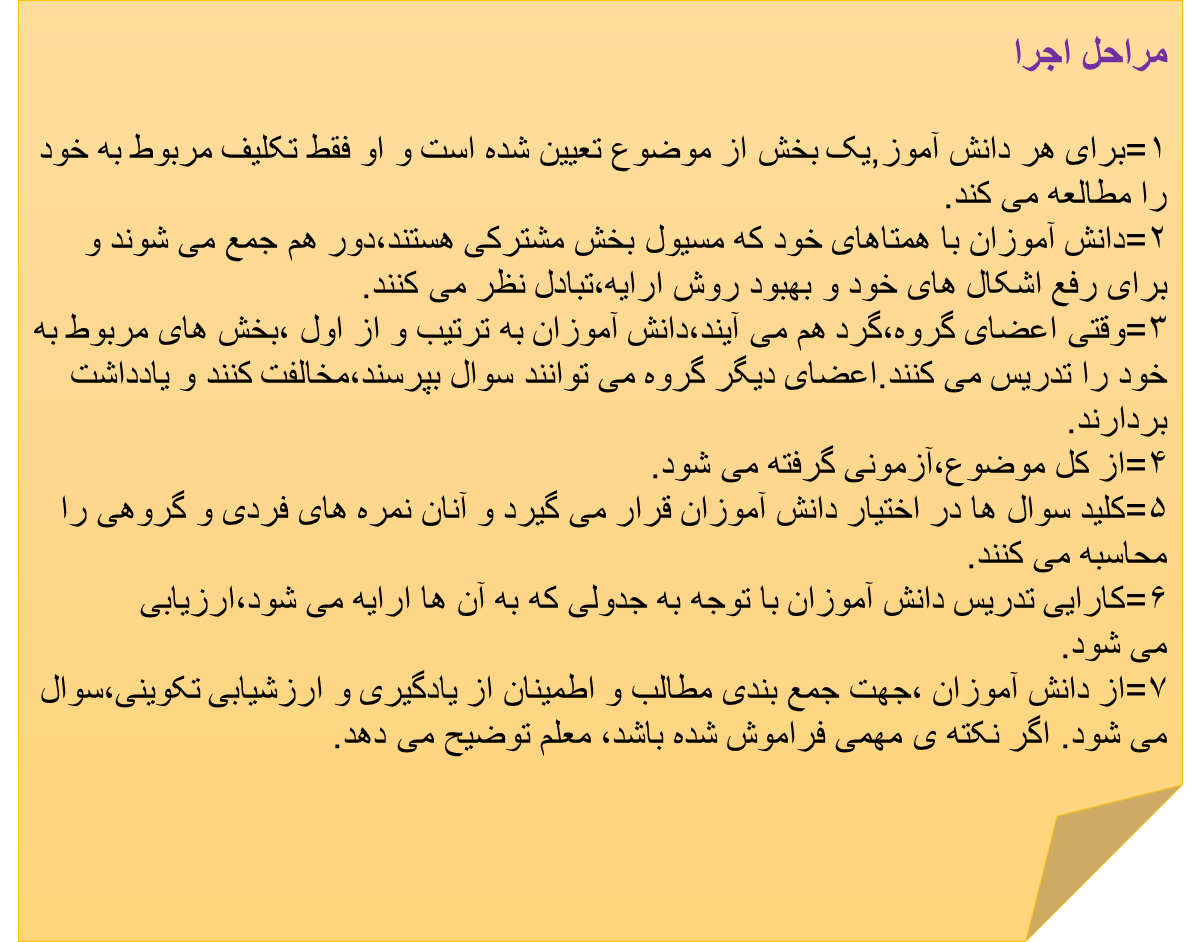 مراحل اجرا
۱=برای هر دانش آموز,یک بخش از موضوع تعیین شده است و او فقط تکلیف مربوط به خود
را مطالعه می کند.
۲=دانش آموزان با همتاهای خود که مسیول بخش مشترکی هستند،دور هم جمع می شوند و
برای رفع اشکال های خود و بهبود روش ارایه،تبادل نظر می کنند.
۳=وقتی اعضای گروه،گرد هم می آیند،دانش آموزان به ترتیب و از اول ،بخش های مربوط به
خود را تدریس می کنند.اعضای دیگر گروه می توانند سوال بپرسند،مخالفت کنند و یادداشت
بردارند.
۴=از کل موضوع،آزمونی گرفته می شود.
۵=کلید سوال ها در اختیار دانش آموزان قرار می گیرد و آنان نمره های فردی و گروهی را
محاسبه می کنند.
۶=کارایی تدریس دانش آموزان با توجه به جدولی که به آن ها ارایه می شود،ارزیابی
می شود.
۷=از دانش آموزان ،جهت جمع بندی مطالب و اطمینان از یادگیری و ارزشیابی تکوینی،سوال
می شود. اگر نکته ی مهمی فراموش شده باشد، معلم توضیح می دهد.